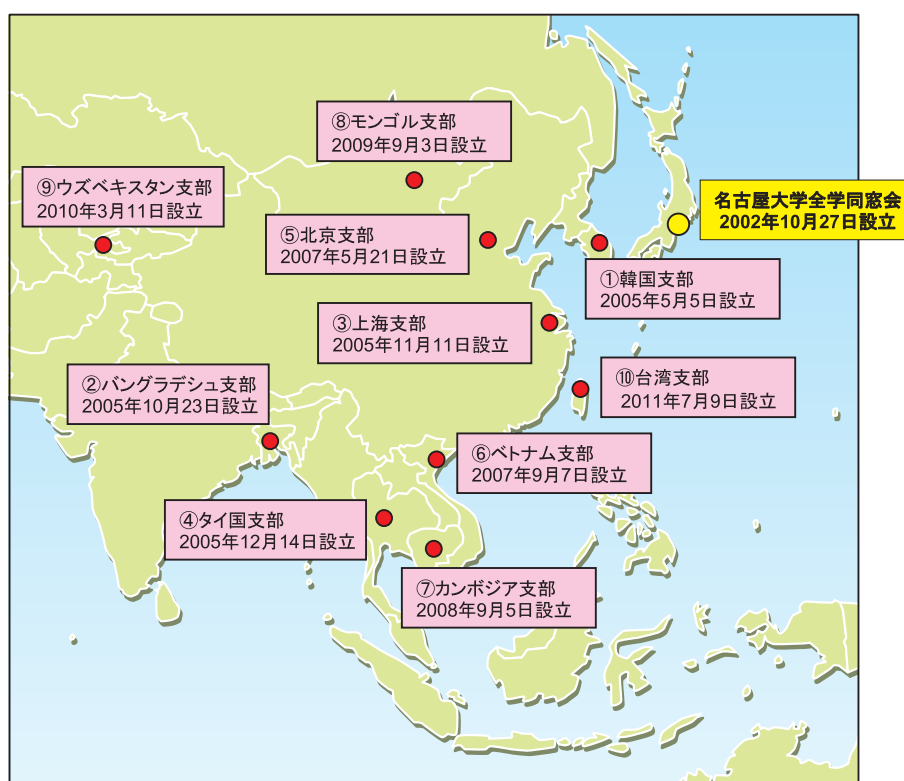 ⑧モンゴル支部
2009年9月3日設立
⑨ウズベキスタン支部
2010年3月11日設立
名古屋大学全学同窓会
2002年10月27日設立
⑤北京支部
2007年5月21日設立
①韓国支部
2005年5月5日設立
③上海支部
2005年11月11日設立
②バングラデシュ支部
2005年10月23日設立
⑩台湾支部
2011年7月9日設立
⑥ベトナム支部
2007年9月7日設立
④タイ国支部
2005年12月14日設立
⑦カンボジア支部
2008年9月5日設立